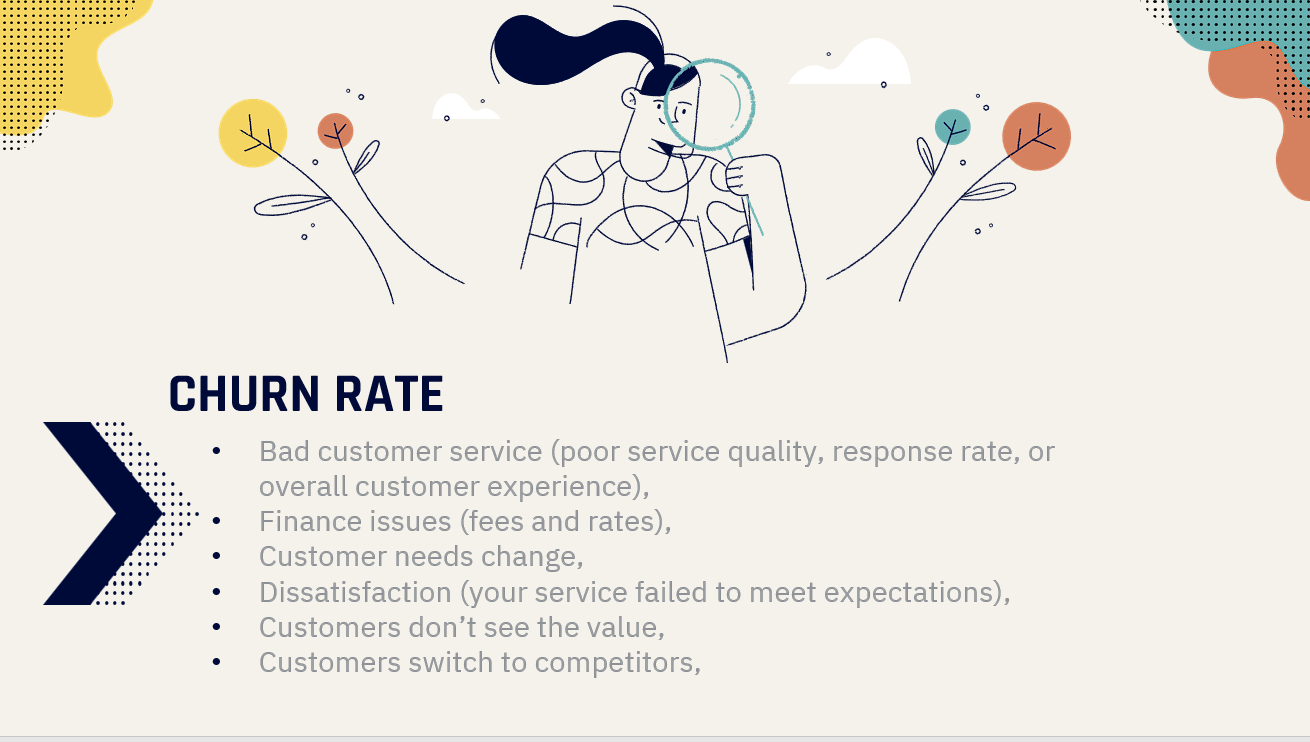 CHURN RATE
• Bad customer service (poor service quality, response rate, or
overall customer experience),
• Finance issues (fees and rates),
• Customer needs change,
• Dissatisfaction (your service failed to meet expectations),
• Customers don’t see the value,
• Customers switch to competitors,